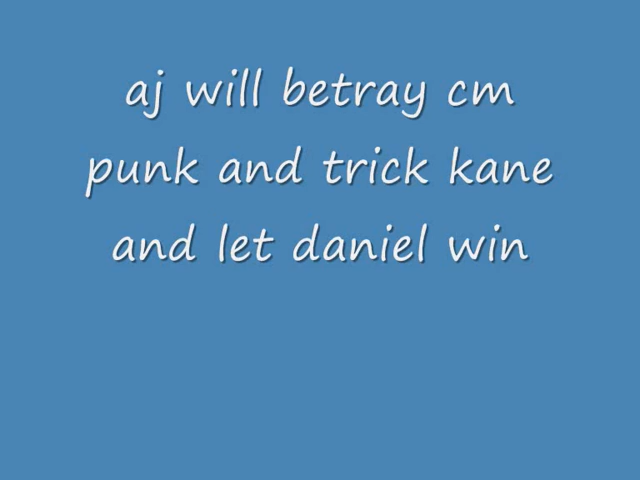 aj will betray cm
punk and trick kane
and let daniel win